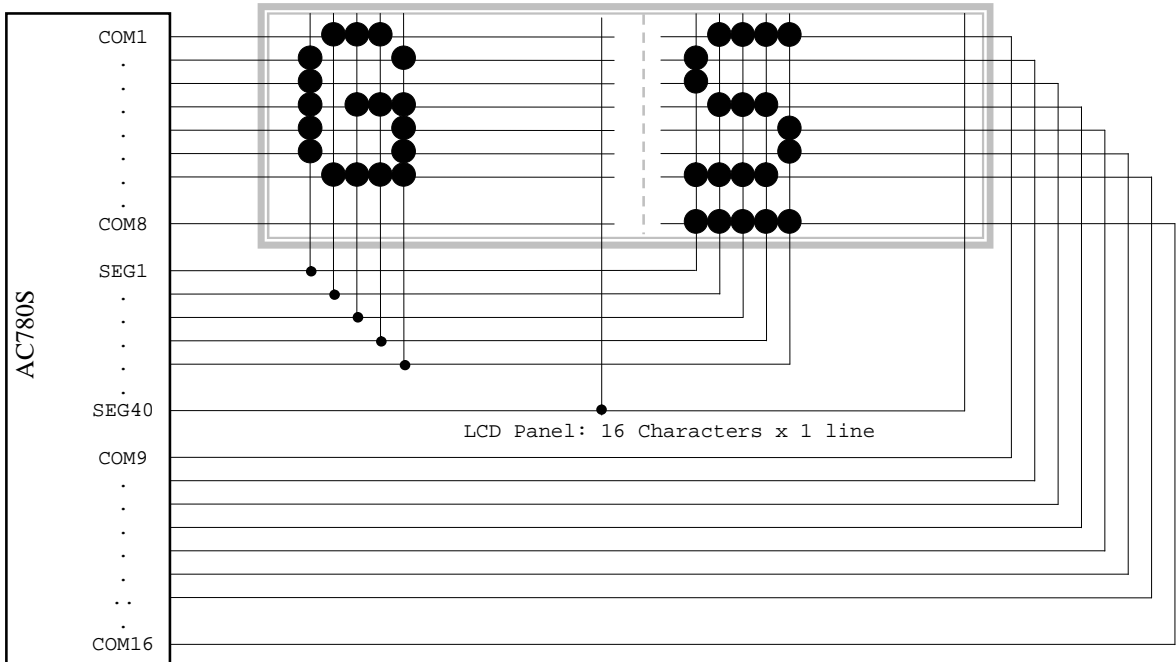 COM1
.
.
.
.
.
.
.
COM8
SEG1
.
.
.
.
.
SEG40
COM9
.
.
.
.
.
..
.
COM16
AC780S
G S
LCD Panel: 16 Characters x 1 line